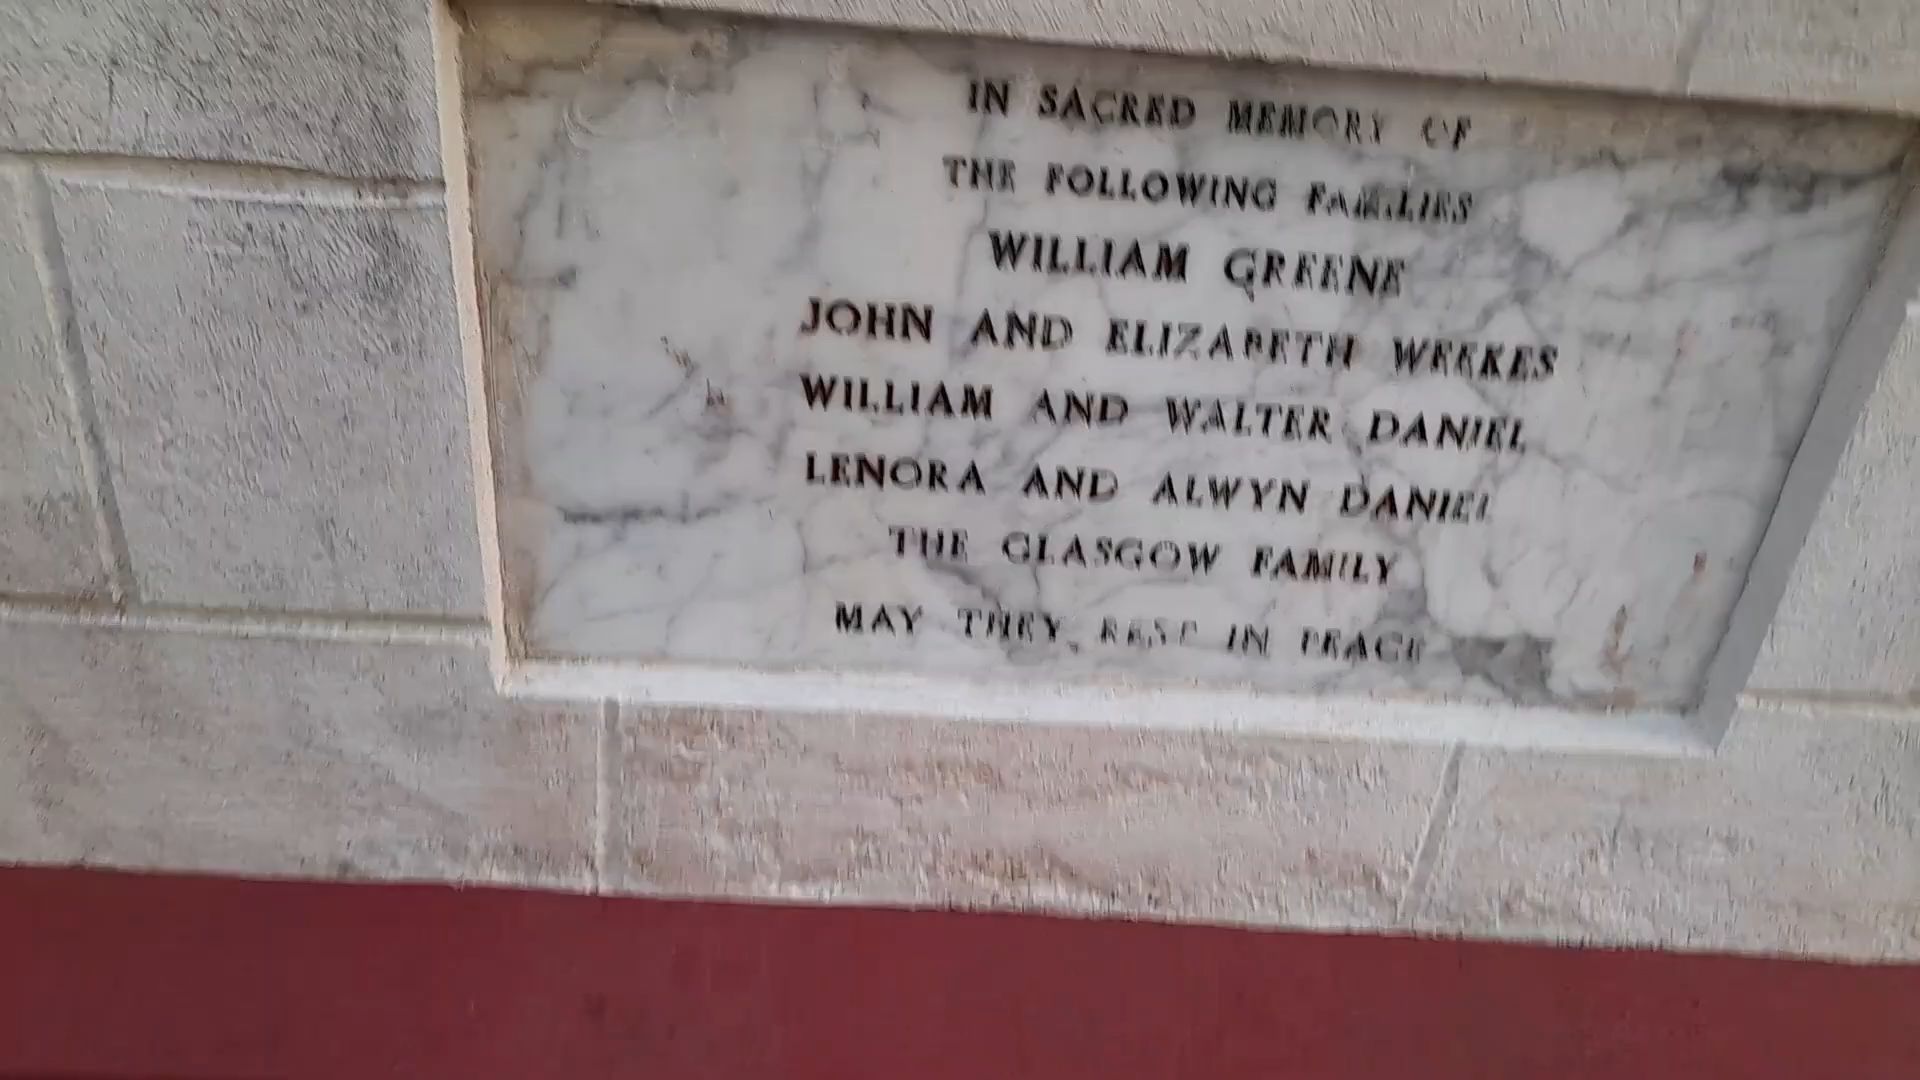 IN SACRED MEMORY OF
THE FOLLOWING FAMILIES
WILLIAM GREENE
JOHN AND ELIZABETH WEEKES
WILLIAM AND WALTER DANIEL
LENORA AND ALWYN DANIEL
THE GLASGOW FAMILY
MAY THEY REST IN PEACE